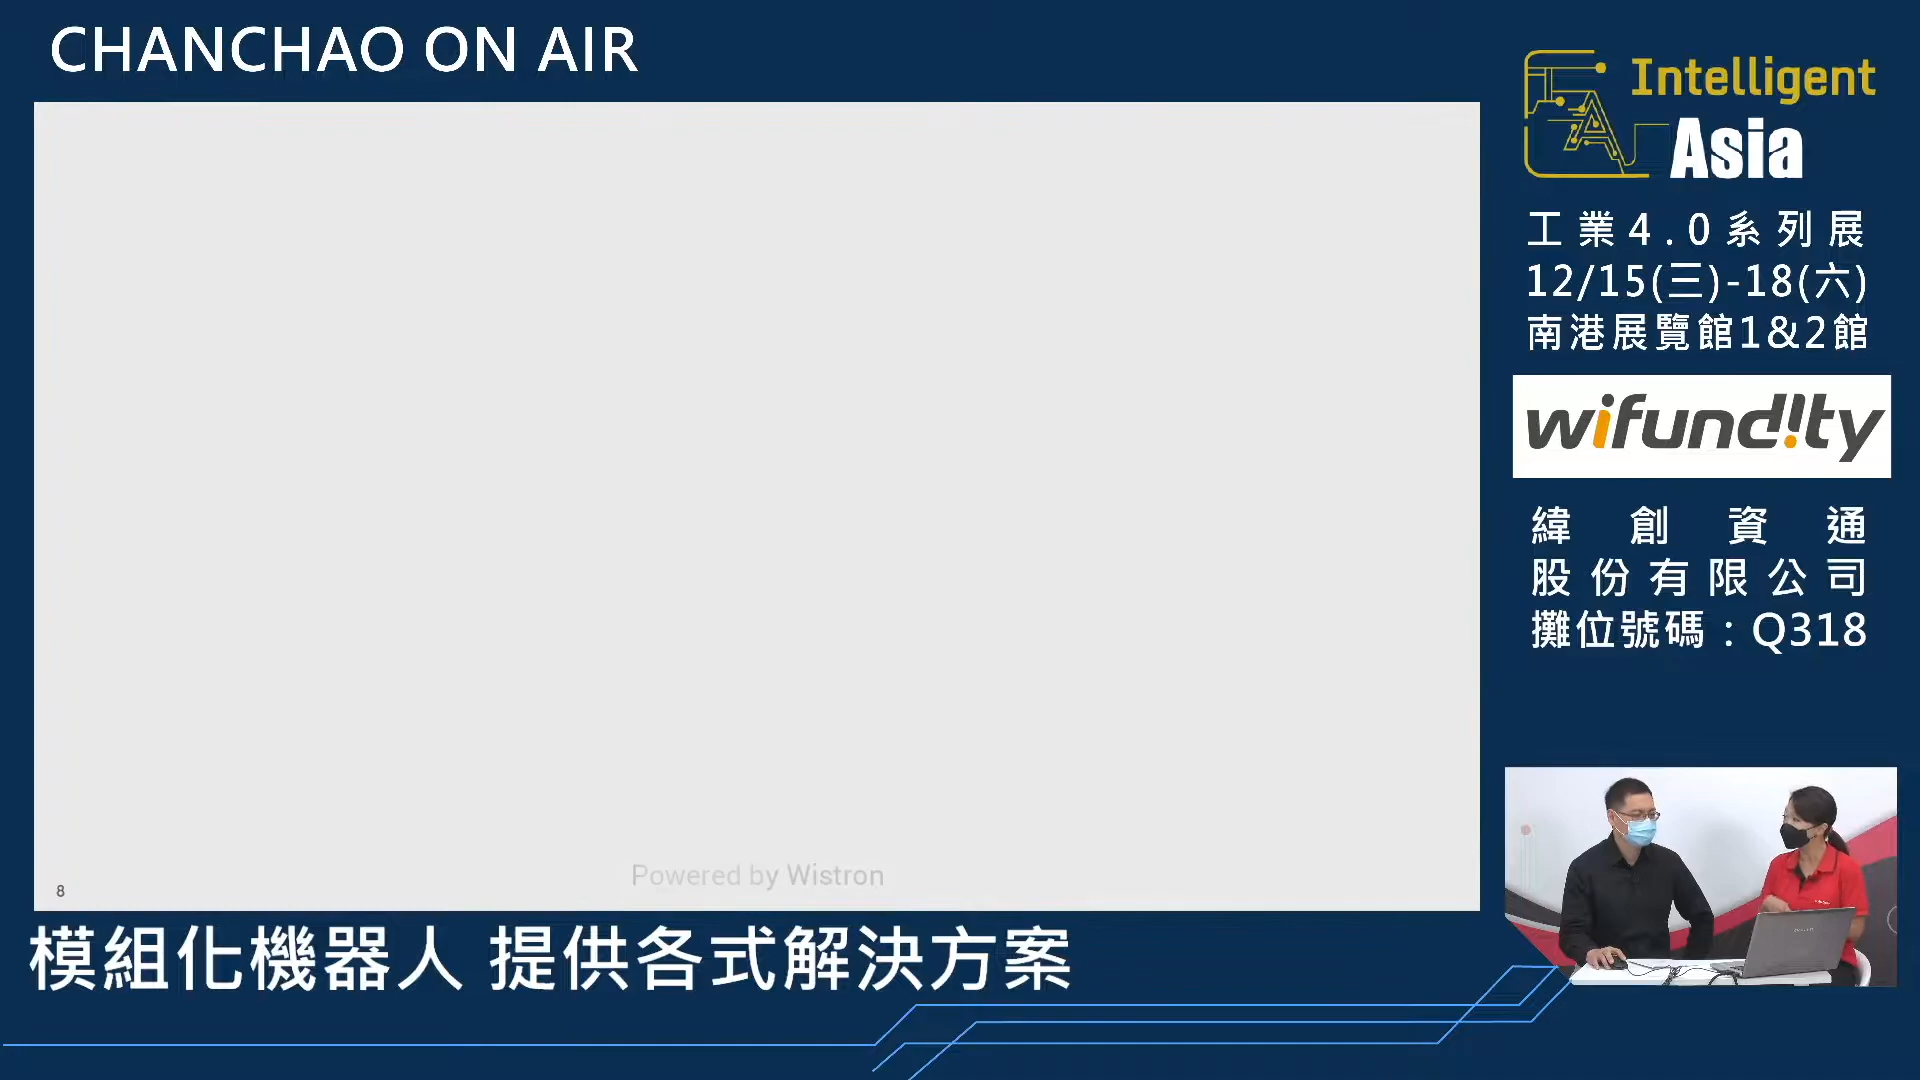 CHANCHAO ON AIR
Intelligent
Asia
工業4.0系列展
12/15(三)-18(六)
南港展覽館1&2館
wifund!ty
緯創資通
股份有限公司
攤位號碼：Q318
Powered by Wistron
8
模組化機器人 提供各式解決方案